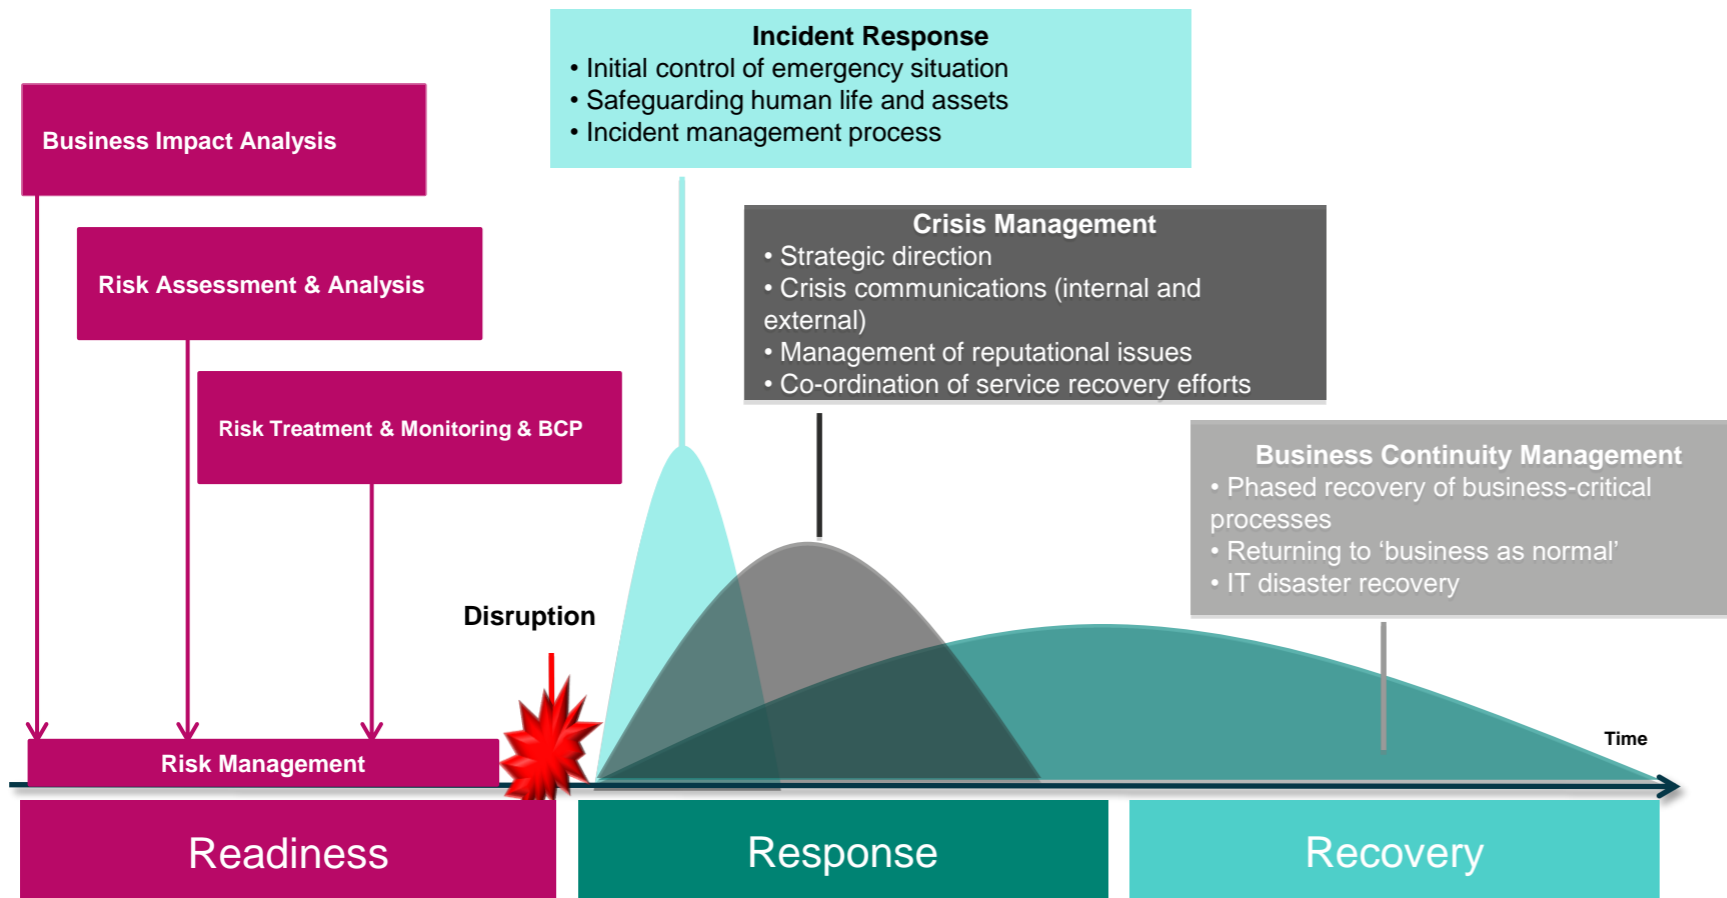 Incident Response
• Initial control of emergency situation
• Safeguarding human life and assets
• Incident management process
Business Impact Analysis
Crisis Management
• Strategic direction
• Crisis communications (internal and
external)
• Management of reputational issues
• Co-ordination of service recovery efforts
Risk Assessment & Analysis
Risk Treatment & Monitoring & BCP
Business Continuity Management
• Phased recovery of business-critical
processes
• Returning to ‘business as normal’
• IT disaster recovery
Disruption
Time
Risk Management
Readiness
Response
Recovery